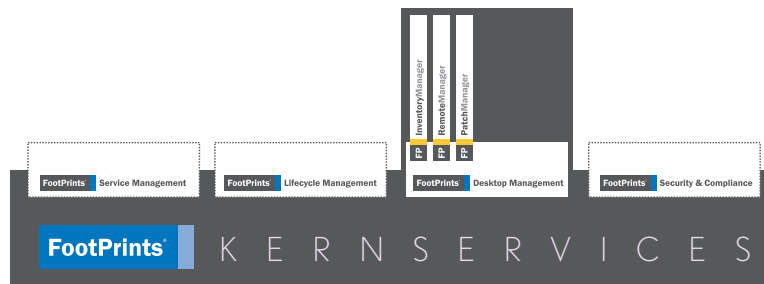 FP InventoryManager
FP RemoteManager
FP PatchManager
FootPrints® Service Management
FootPrints® Lifecycle Management
FootPrints® Desktop Management
FootPrints® Security & Compliance
FootPrints® KERNSERVICES